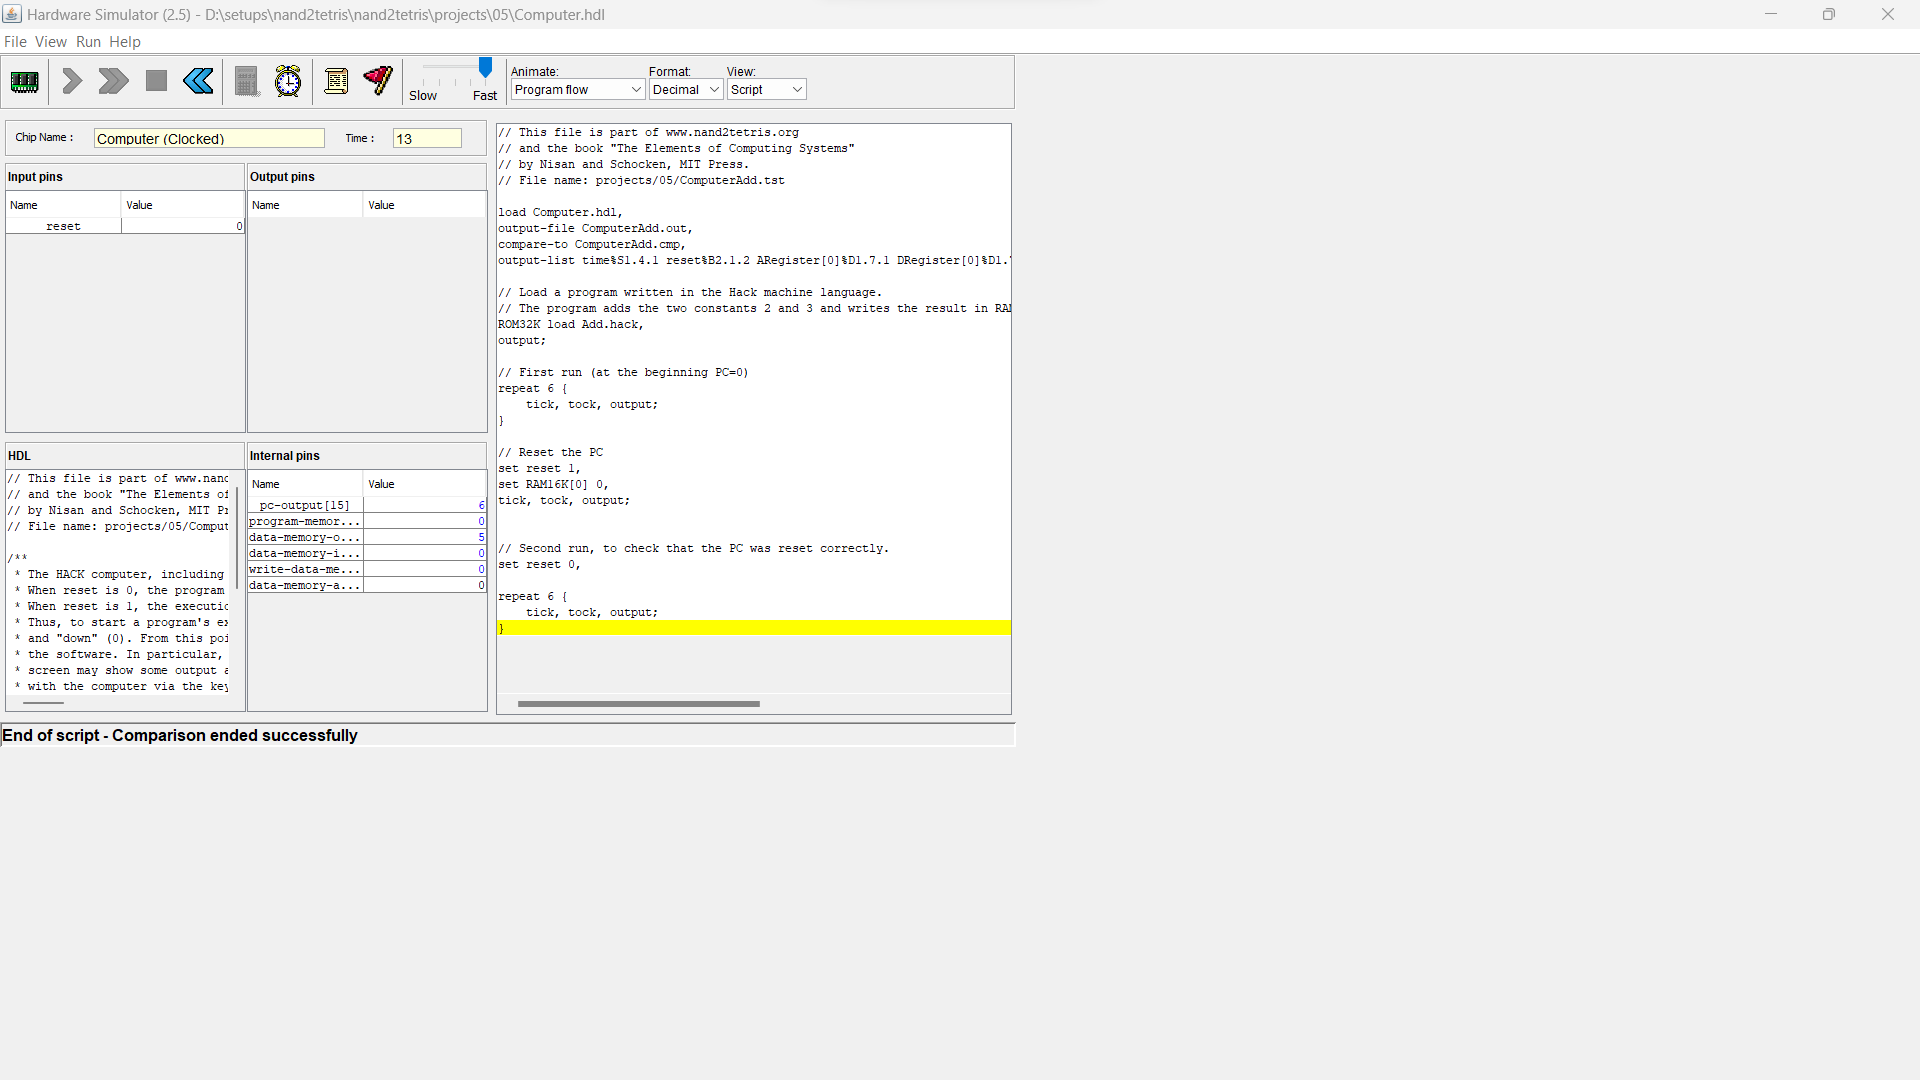 Hardware Simulator (2.5) - D:\setups\nand2tetris\nand2tetris\projects\05\Computer.hdl
File View Run Help
Slow Fast
Animate: Format: View:
Program flow Decimal Script
Chip Name : Computer (Clocked) Time : 13
Input pins
Name Value
reset 0
Output pins
Name Value
HDL
// This file is part of www.nand
// and the book "The Elements of
// by Nisan and Schocken, MIT Pr
// File name: projects/05/Comput
/**
* The HACK computer, including
* When reset is 0, the program
* When reset is 1, the executio
* Thus, to start a program's ex
* and "down" (0). From this poi
* the software. In particular,
* screen may show some output a
* with the computer via the key
Internal pins
Name Value
pc-output[15] 6
program-memor... 0
data-memory-o... 5
data-memory-i... 0
write-data-me... 0
data-memory-a... 0
// This file is part of www.nand2tetris.org
// and the book "The Elements of Computing Systems"
// by Nisan and Schocken, MIT Press.
// File name: projects/05/ComputerAdd.tst
load Computer.hdl,
output-file ComputerAdd.out,
compare-to ComputerAdd.cmp,
output-list time%S1.4.1 reset%B2.1.2 ARegister[0]%D1.7.1 DRegister[0]%D1.
// Load a program written in the Hack machine language.
// The program adds the two constants 2 and 3 and writes the result in RAM
ROM32K load Add.hack,
output;
// First run (at the beginning PC=0)
repeat 6 {
tick, tock, output;
}
// Reset the PC
set reset 1,
set RAM16K[0] 0,
tick, tock, output;
// Second run, to check that the PC was reset correctly.
set reset 0,
repeat 6 {
tick, tock, output;
}
End of script - Comparison ended successfully